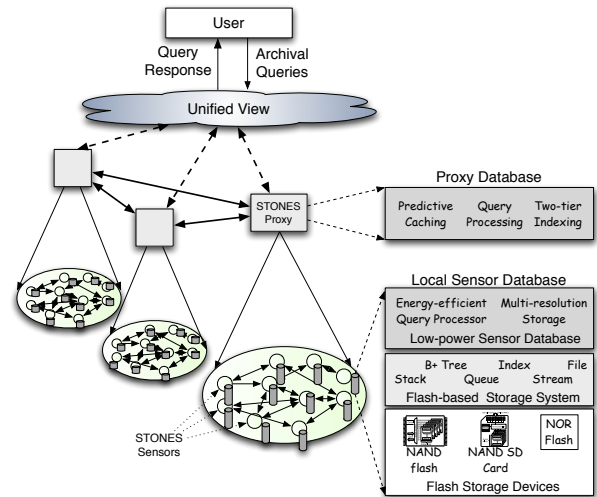 User
Query Response
Archival Queries
Unified View
STONES Proxy
Proxy Database
Predictive Caching
Query Processing
Two-tier Indexing
Local Sensor Database
Energy-efficient Query Processor
Multi-resolution Storage
Low-power Sensor Database
B+ Tree Index File
Stack Queue Stream
Flash-based Storage System
NAND flash
NAND SD Card
NOR Flash
Flash Storage Devices
STONES Sensors